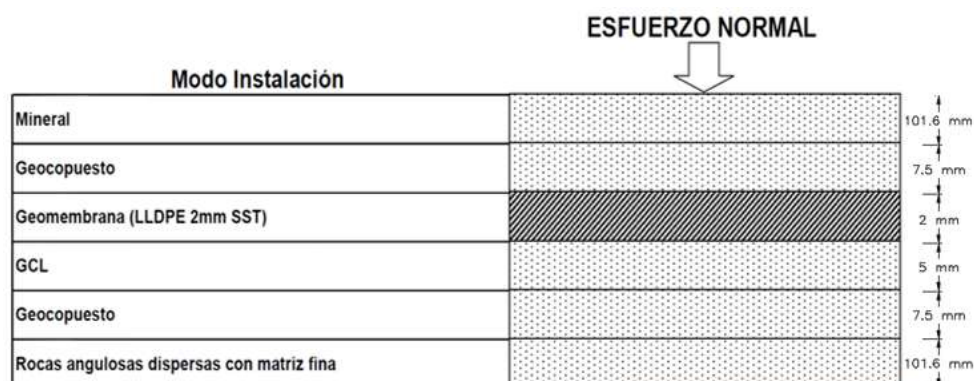 ESFUERZO NORMAL
Modo Instalación
Mineral
101.6 mm
Geocopuesto
7.5 mm
Geomembrana (LLDPE 2mm SST)
2 mm
GCL
5 mm
Geocopuesto
7.5 mm
Rocas angulosas dispersas con matriz fina
101.6 mm